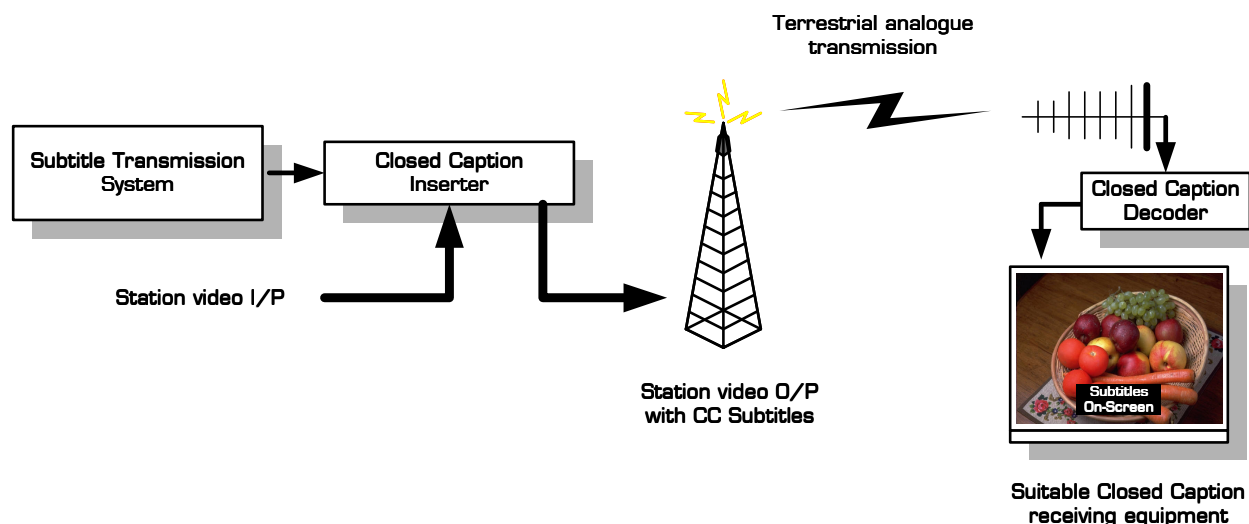 Terrestrial analogue
transmission
Subtitle Transmission
System
Closed Caption
Inserter
Closed Caption
Decoder
Station video I/P
Station video O/P
with CC Subtitles
Subtitles
On-Screen
Suitable Closed Caption
receiving equipment